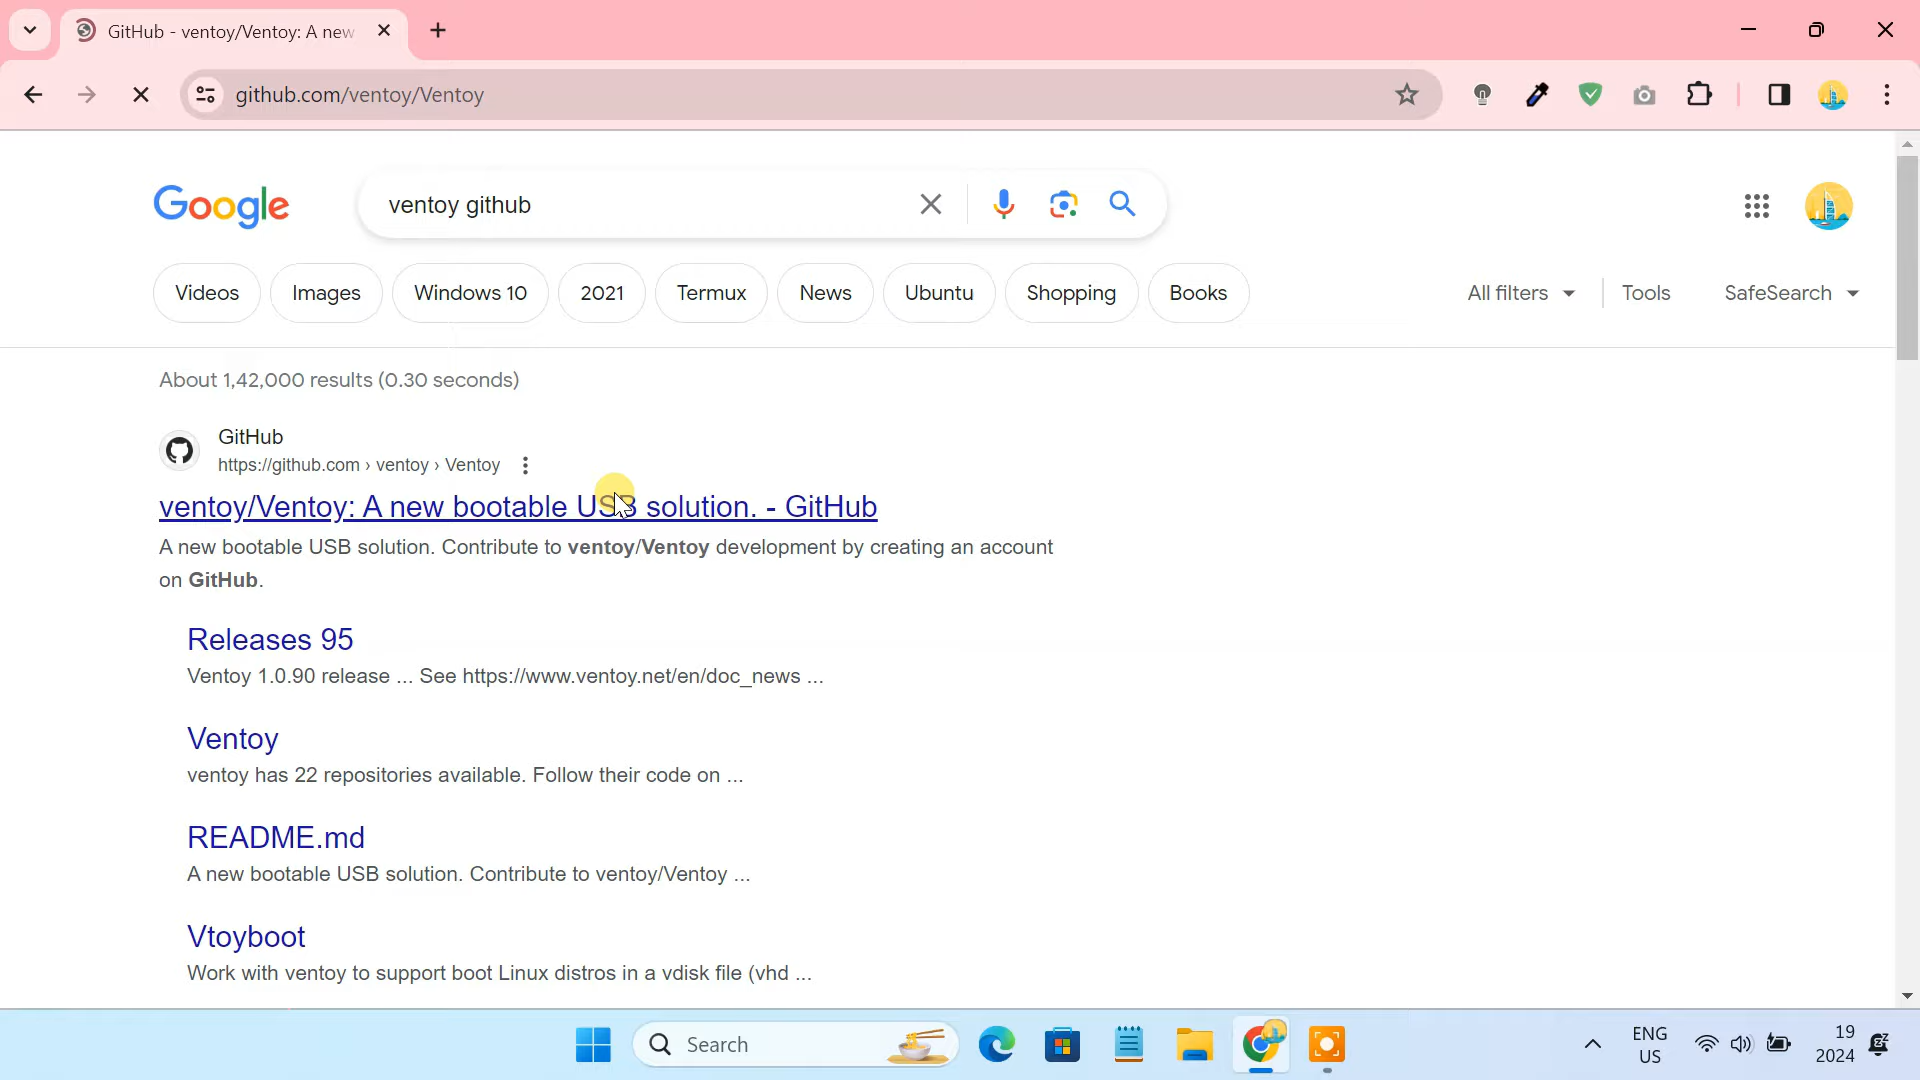 GitHub - ventoy/Ventoy: A new
github.com/ventoy/Ventoy
Google
ventoy github
Videos
Images
Windows 10
2021
Termux
News
Ubuntu
Shopping
Books
All filters
Tools
SafeSearch
About 1,42,000 results (0.30 seconds)
GitHub
https://github.com › ventoy › Ventoy
ventoy/Ventoy: A new bootable USB solution. - GitHub
A new bootable USB solution. Contribute to ventoy/Ventoy development by creating an account
on GitHub.
Releases 95
Ventoy 1.0.90 release ... See https://www.ventoy.net/en/doc_news ...
Ventoy
ventoy has 22 repositories available. Follow their code on ...
README.md
A new bootable USB solution. Contribute to ventoy/Ventoy ...
Vtoyboot
Work with ventoy to support boot Linux distros in a vdisk file (vhd ...
Search
ENG
US
19
2024